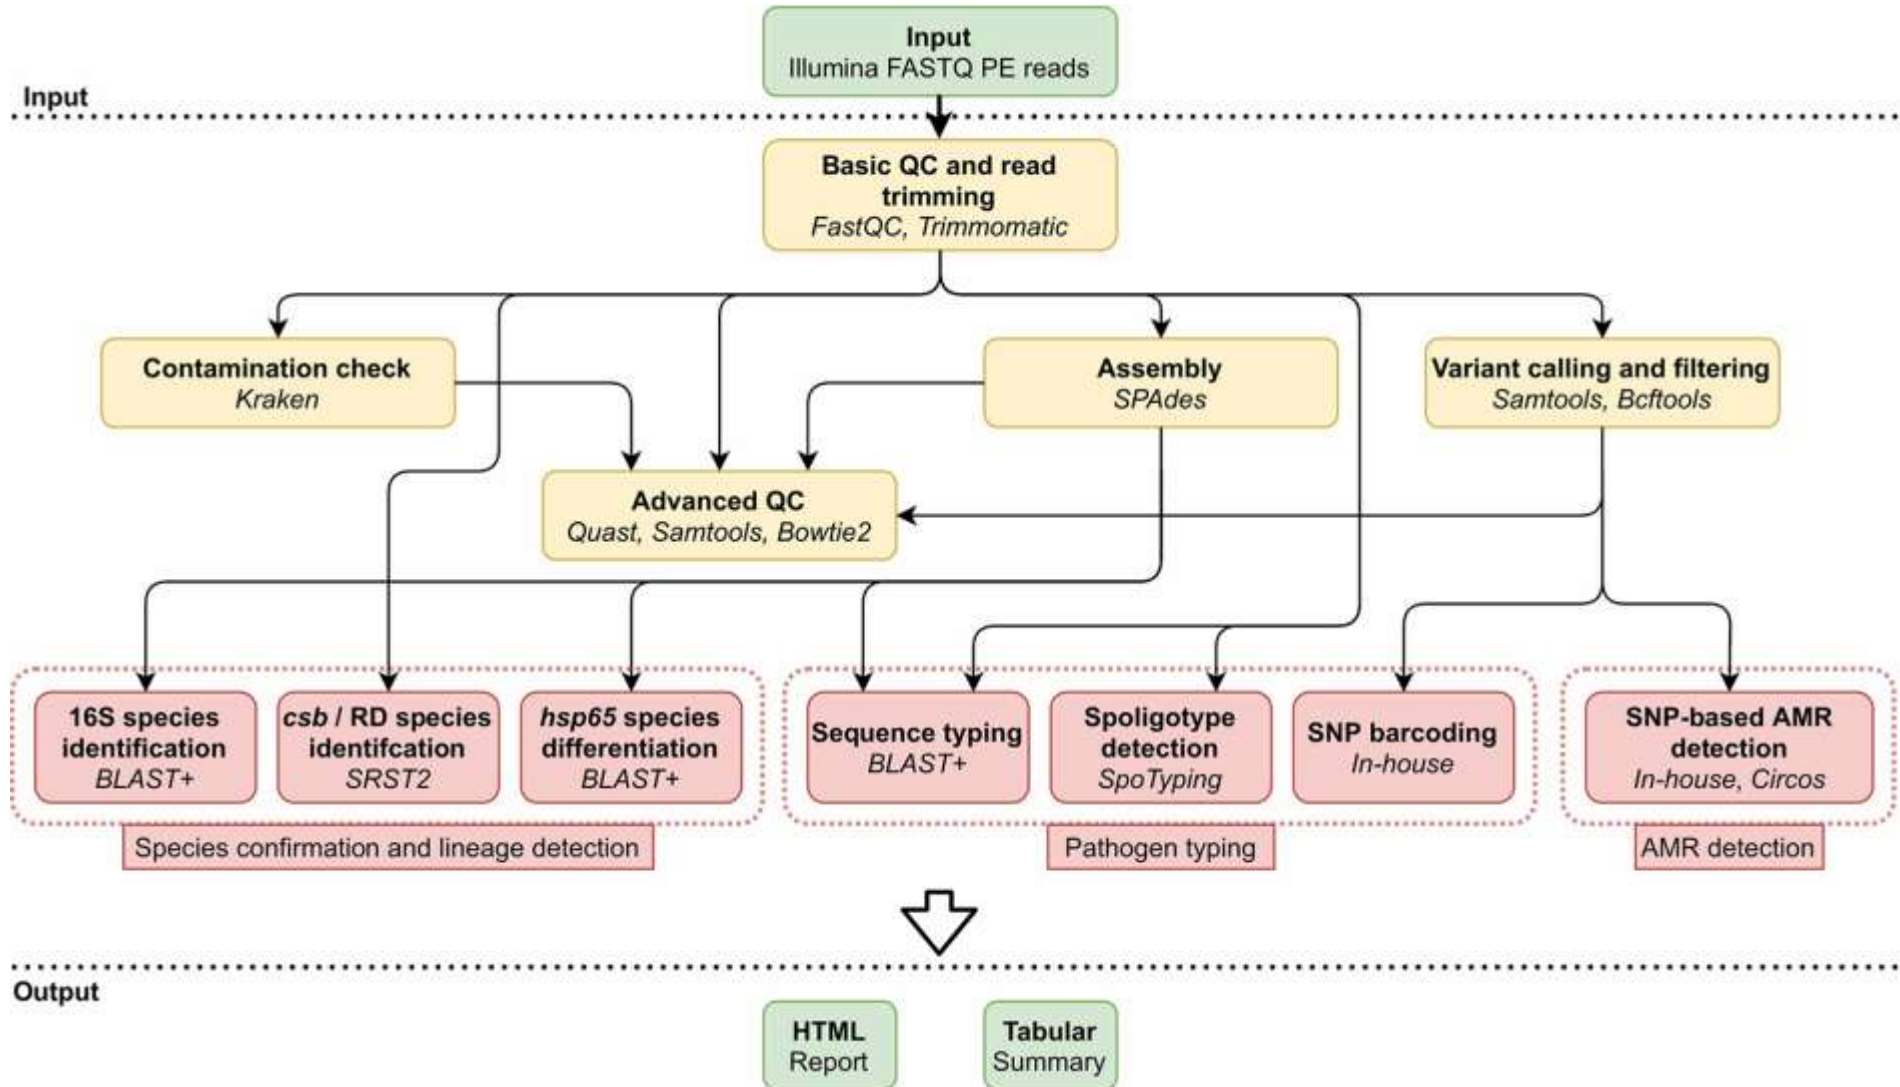 Input
Illumina FASTQ PE reads
Input
Basic QC and read
trimming
FastQC, Trimmomatic
Contamination check
Kraken
Assembly
SPAdes
Variant calling and filtering
Samtools, Bcftools
Advanced QC
Quast, Samtools, Bowtie2
16S species
identification
BLAST+
csb / RD species
identifcation
SRST2
hsp65 species
differentiation
BLAST+
Sequence typing
BLAST+
Spoligotype
detection
SpoTyping
SNP barcoding
In-house
SNP-based AMR
detection
In-house, Circos
Species confirmation and lineage detection
Pathogen typing
AMR detection
Output
HTML
Report
Tabular
Summary